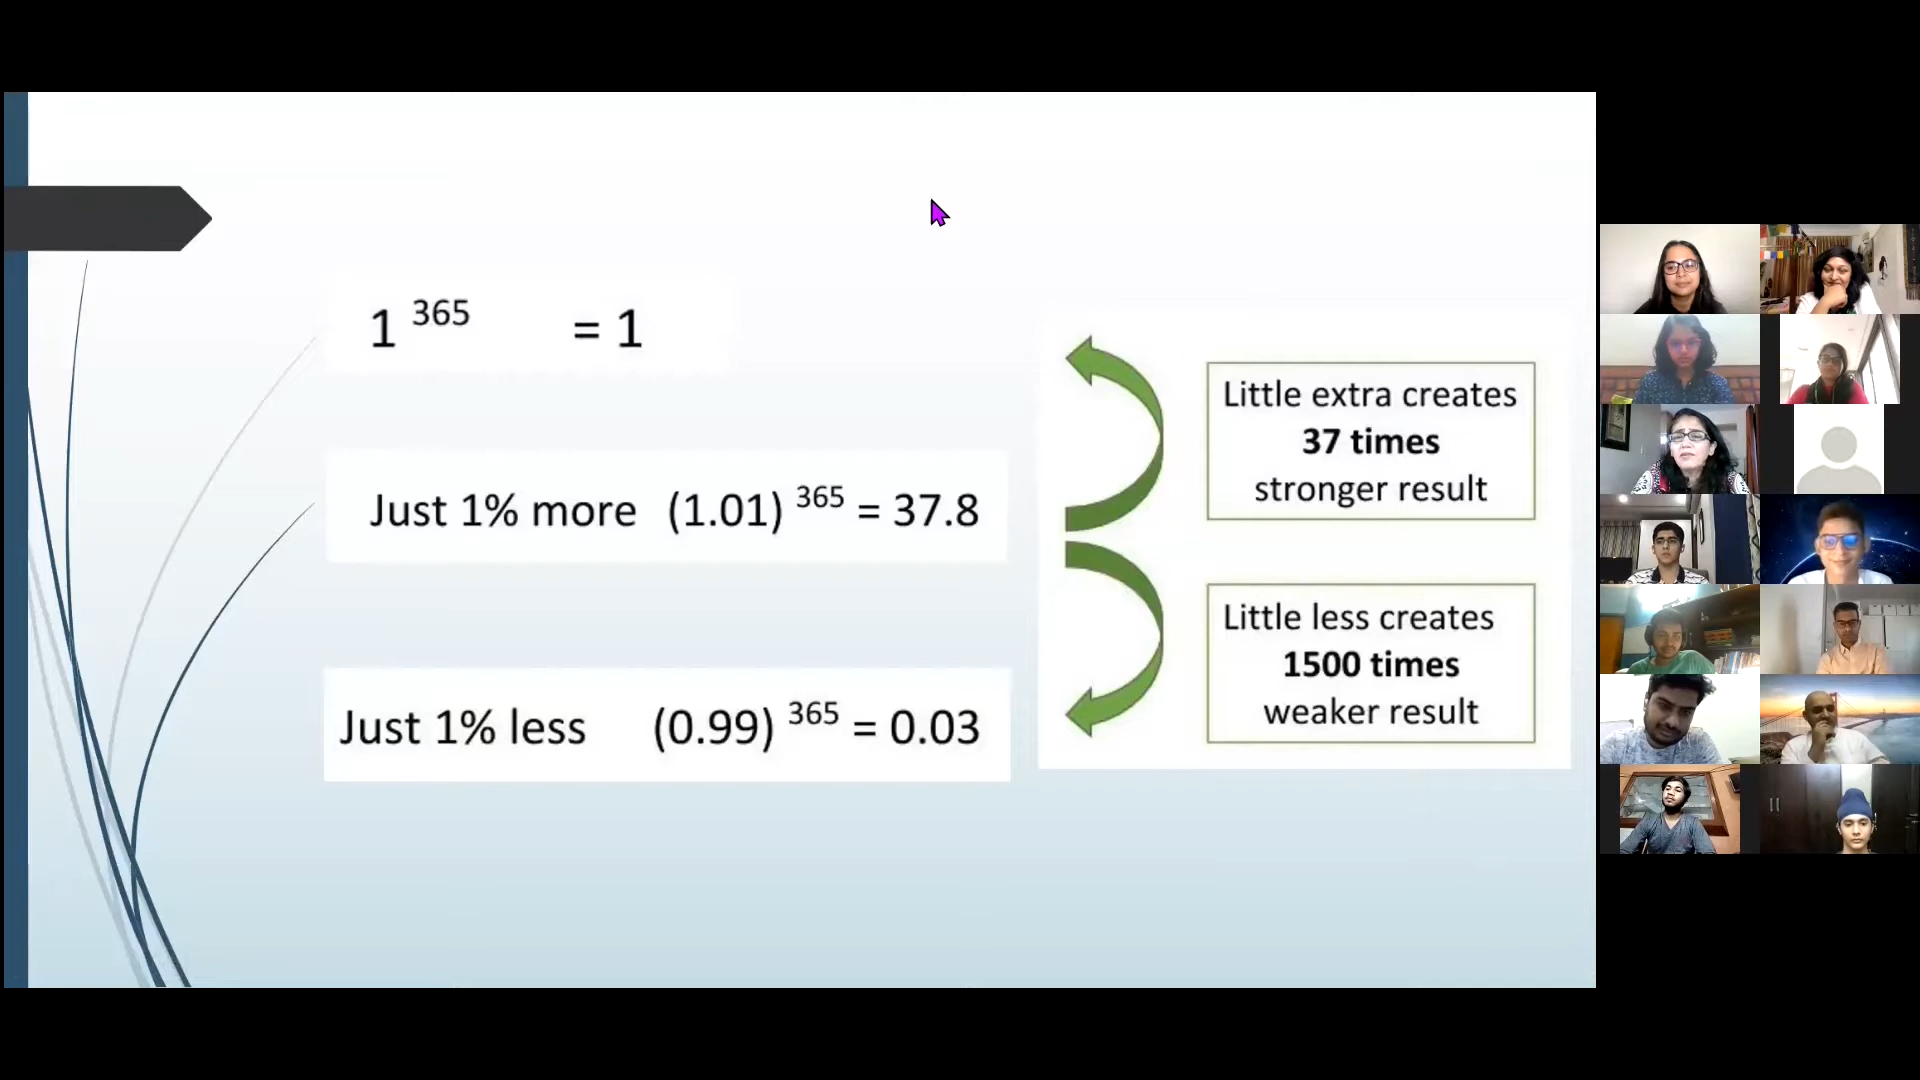 1 365 = 1
Just 1% more (1.01) 365 = 37.8
Just 1% less (0.99) 365 = 0.03
Little extra creates
37 times
stronger result
Little less creates
1500 times
weaker result